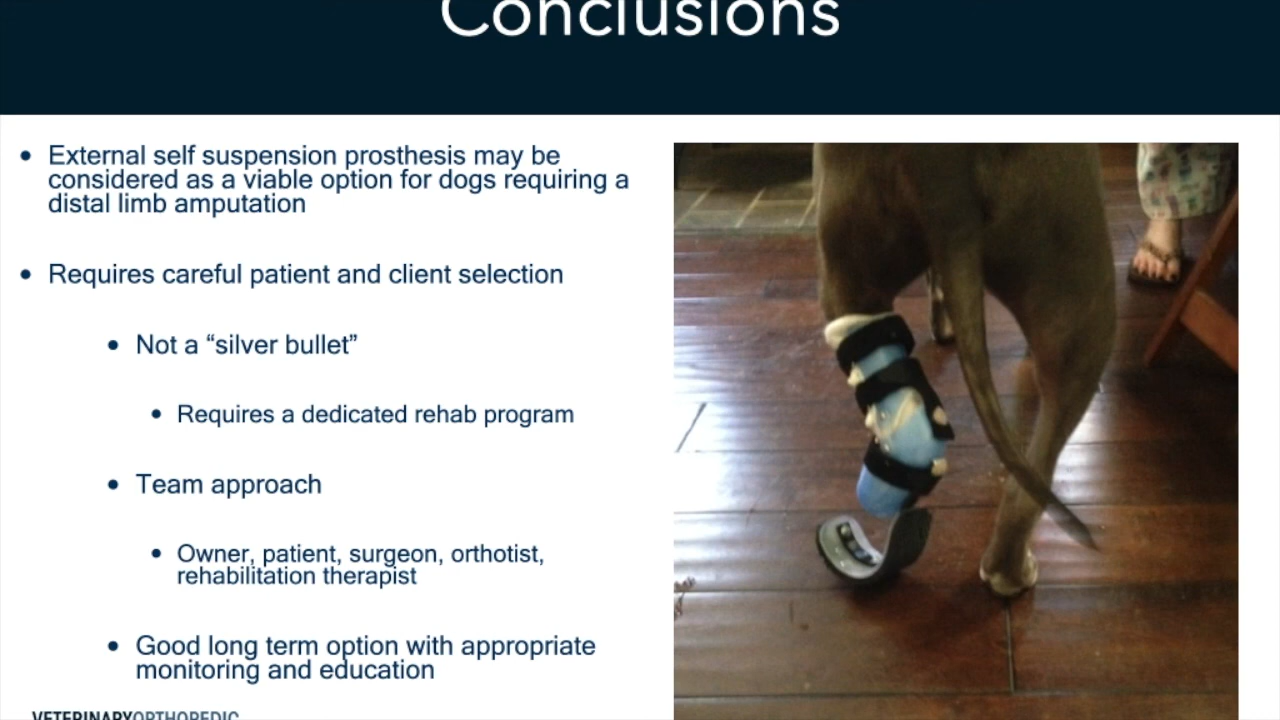 Conclusions
• External self suspension prosthesis may be
considered as a viable option for dogs requiring a
distal limb amputation
• Requires careful patient and client selection
• Not a “silver bullet”
• Requires a dedicated rehab program
• Team approach
• Owner, patient, surgeon, orthotist,
rehabilitation therapist
• Good long term option with appropriate
monitoring and education
VETERINARYORTHOPEDIC